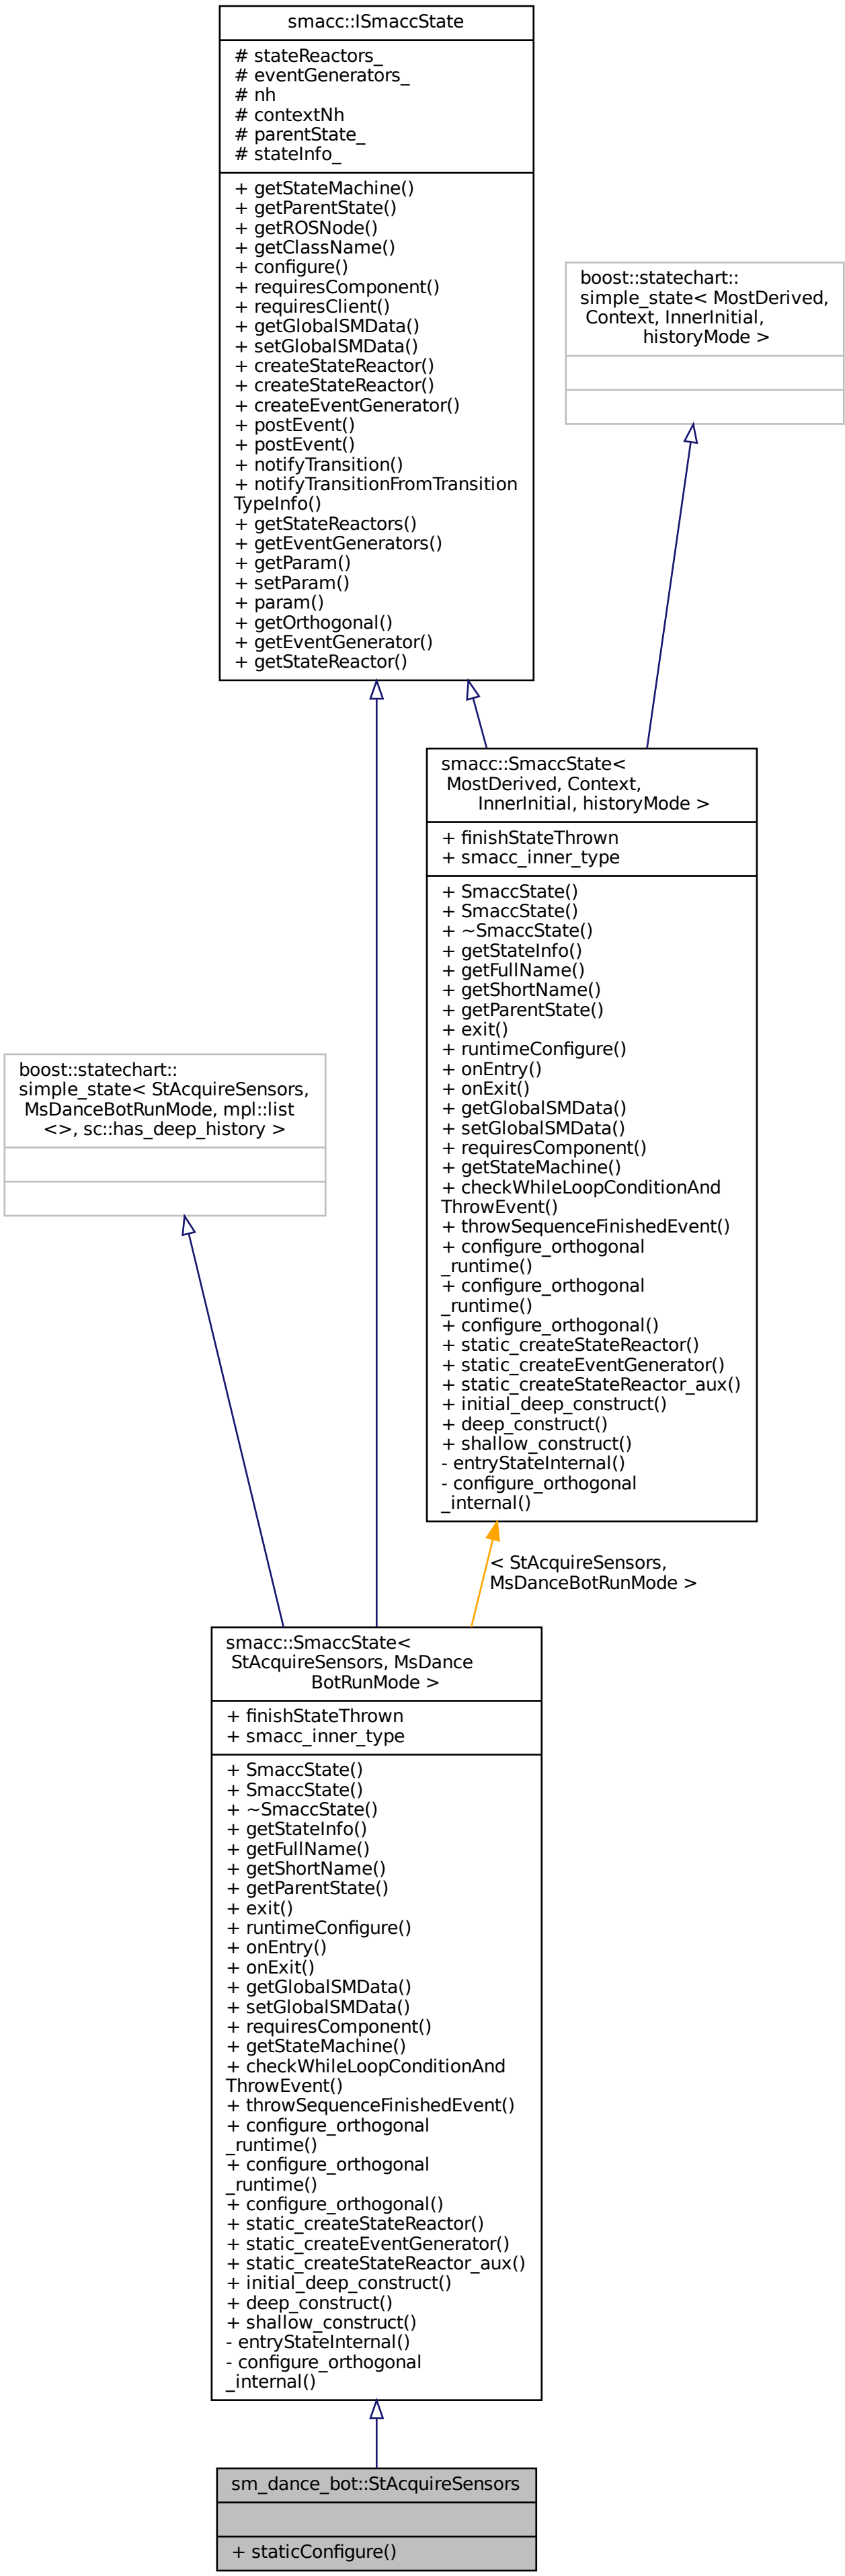 smacc::ISmaccState
# stateReactors_
# eventGenerators_
# nh
# contextNh
# parentState_
# stateInfo_
+ getStateMachine()
+ getParentState()
+ getROSNode()
+ getClassName()
+ configure()
+ requiresComponent()
+ requiresClient()
+ getGlobalSMData()
+ setGlobalSMData()
+ createStateReactor()
+ createStateReactor()
+ createEventGenerator()
+ postEvent()
+ postEvent()
+ notifyTransition()
+ notifyTransitionFromTransition
TypeInfo()
+ getStateReactors()
+ getEventGenerators()
+ getParam()
+ setParam()
+ param()
+ getOrthogonal()
+ getEventGenerator()
+ getStateReactor()
boost::statechart::
simple_state< MostDerived,
Context, InnerInitial,
historyMode >
smacc::SmaccState<
MostDerived, Context,
InnerInitial, historyMode >
+ finishStateThrown
+ smacc_inner_type
+ SmaccState()
+ SmaccState()
+ ~SmaccState()
+ getStateInfo()
+ getFullName()
+ getShortName()
+ getParentState()
+ exit()
+ runtimeConfigure()
+ onEntry()
+ onExit()
+ getGlobalSMData()
+ setGlobalSMData()
+ requiresComponent()
+ getStateMachine()
+ checkWhileLoopConditionAnd
ThrowEvent()
+ throwSequenceFinishedEvent()
+ configure_orthogonal
_runtime()
+ configure_orthogonal
_runtime()
+ configure_orthogonal()
+ static_createStateReactor()
+ static_createEventGenerator()
+ static_createStateReactor_aux()
+ initial_deep_construct()
+ deep_construct()
+ shallow_construct()
- entryStateInternal()
- configure_orthogonal
_internal()
boost::statechart::
simple_state< StAcquireSensors,
MsDanceBotRunMode, mpl::list
<>, sc::has_deep_history >
< StAcquireSensors,
MsDanceBotRunMode >
smacc::SmaccState<
StAcquireSensors, MsDance
BotRunMode >
+ finishStateThrown
+ smacc_inner_type
+ SmaccState()
+ SmaccState()
+ ~SmaccState()
+ getStateInfo()
+ getFullName()
+ getShortName()
+ getParentState()
+ exit()
+ runtimeConfigure()
+ onEntry()
+ onExit()
+ getGlobalSMData()
+ setGlobalSMData()
+ requiresComponent()
+ getStateMachine()
+ checkWhileLoopConditionAnd
ThrowEvent()
+ throwSequenceFinishedEvent()
+ configure_orthogonal
_runtime()
+ configure_orthogonal
_runtime()
+ configure_orthogonal()
+ static_createStateReactor()
+ static_createEventGenerator()
+ static_createStateReactor_aux()
+ initial_deep_construct()
+ deep_construct()
+ shallow_construct()
- entryStateInternal()
- configure_orthogonal
_internal()
sm_dance_bot::StAcquireSensors
+ staticConfigure()